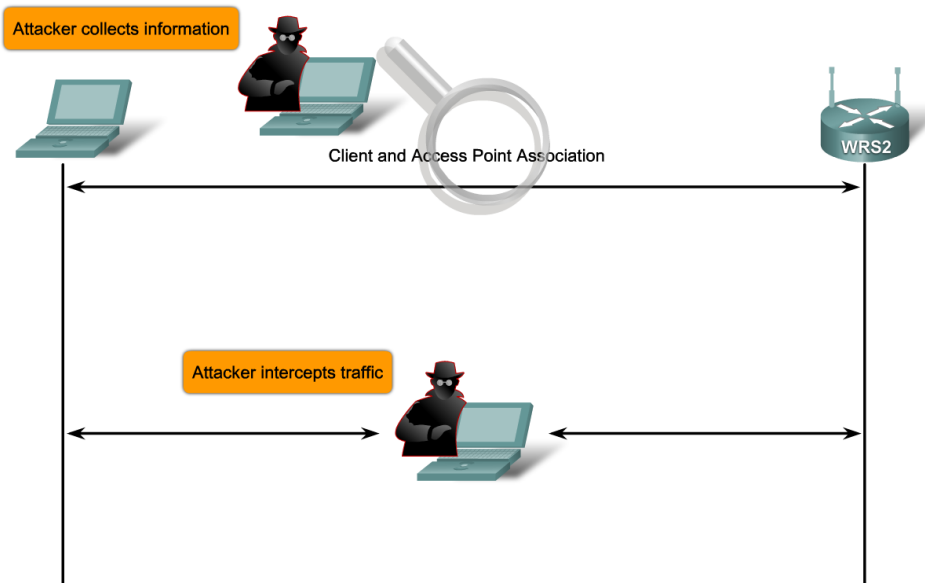 Attacker collects information
Client and Access Point Association
WRS2
Attacker intercepts traffic